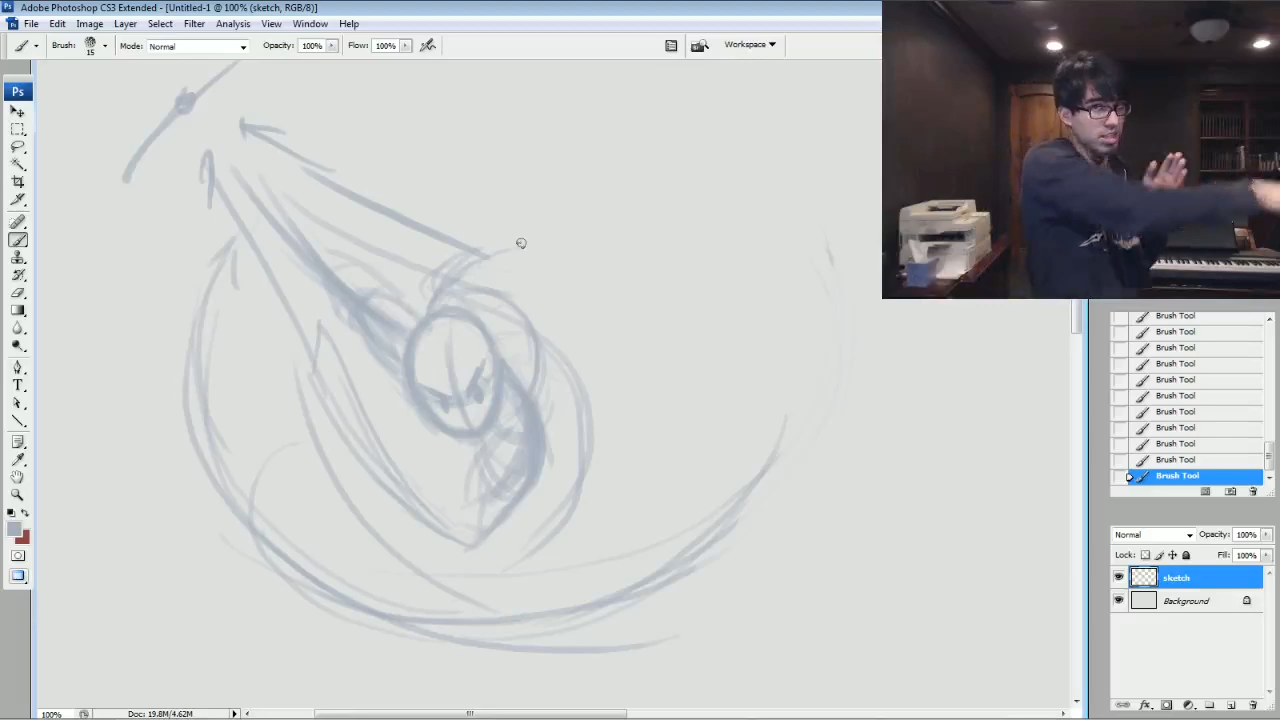 Adobe Photoshop CS3 Extended - [Untitled-1 @ 100% (sketch, RGB/8)]
File Edit Image Layer Select Filter Analysis View Window Help
Brush: 15 Mode: Normal Opacity: 100% Flow: 100% Workspace
Ps
Brush Tool
Brush Tool
Brush Tool
Brush Tool
Brush Tool
Brush Tool
Brush Tool
Brush Tool
Brush Tool
Brush Tool
Brush Tool
Normal Opacity: 100%
Lock: Fill: 100%
sketch
Background
100% Doc: 19.8M/4.62M